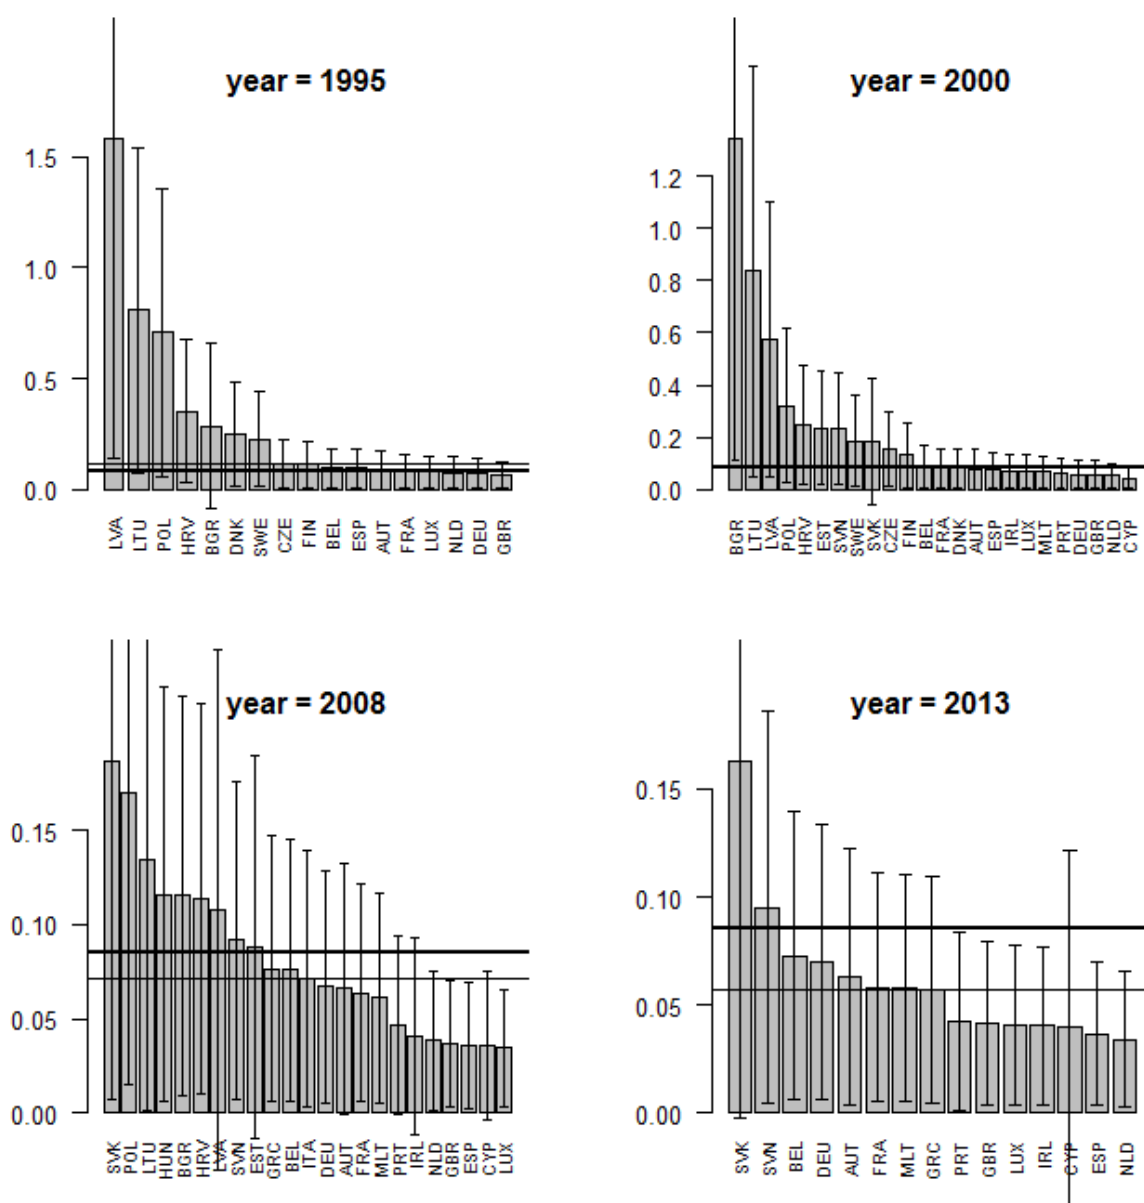 year = 1995
1.5
1.0
0.5
0.0
LVA LTU POL HRV BGR DNK SWE CZE FIN BEL ESP AUT FRA LUX NLD DEU GBR
year = 2000
1.2
1.0
0.8
0.6
0.4
0.2
0.0
BGR LTU LVA POL HRV EST SVN SWE SVK CZE FIN BEL FRA DNK AUT ESP IRL LUX MLT PRT DEU GBR NLD CYP
year = 2008
0.15
0.10
0.05
0.00
SVK POL LTU HUN BGR HRV LVA SVN EST GRC BEL ITA DEU AUT FRA MLT PRT IRL NLD GBR ESP CYP LUX
year = 2013
0.15
0.10
0.05
0.00
SVK SVN BEL DEU AUT FRA MLT GRC PRT GBR LUX IRL CYP ESP NLD